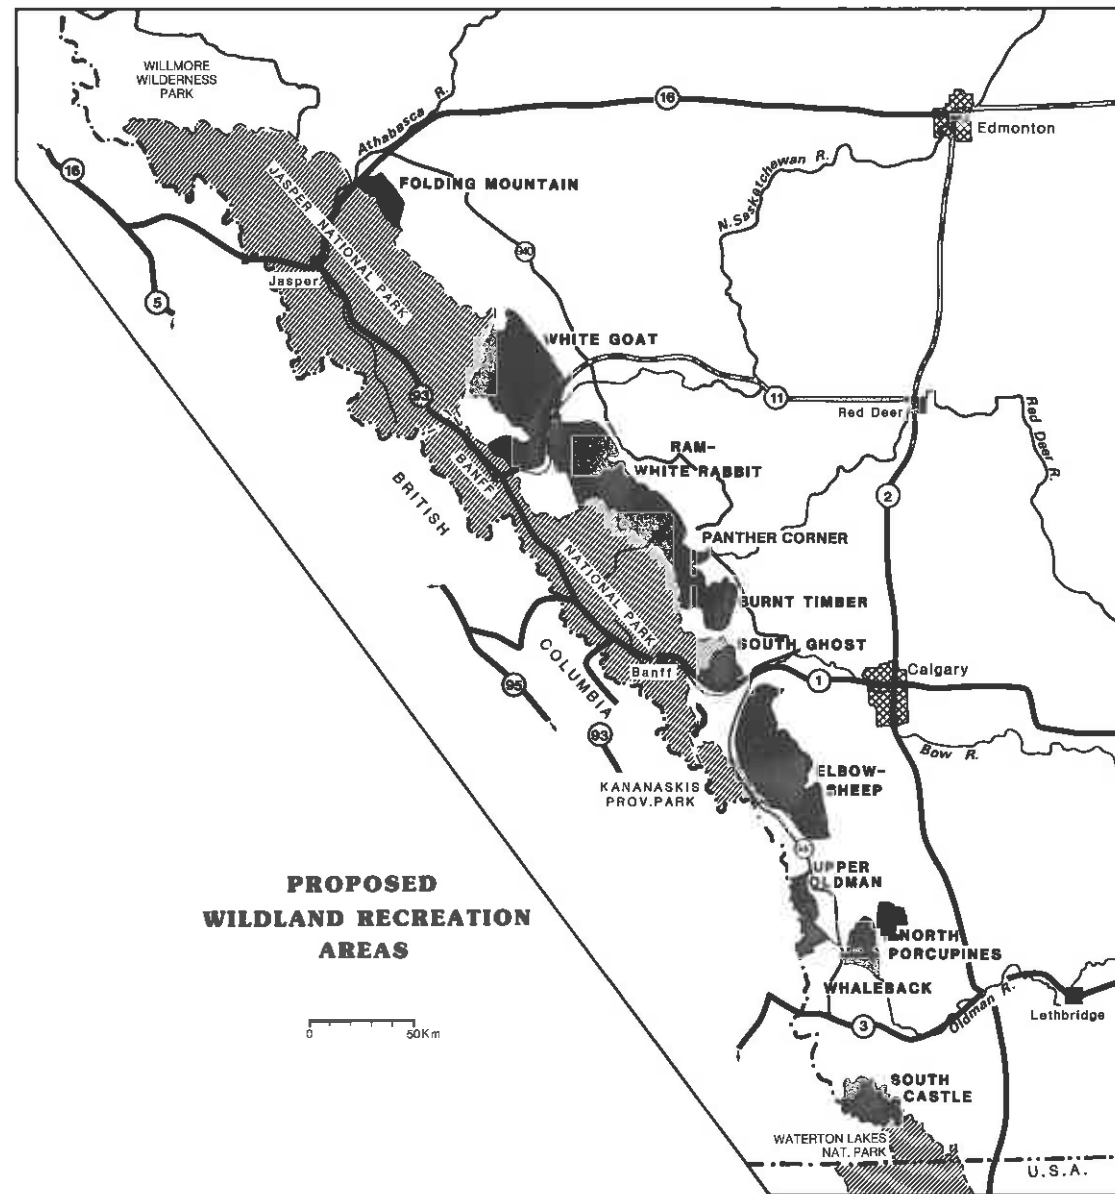 WILLMORE
WILDERNESS
PARK
Athabasca R.
16
Edmonton
N. Saskatchewan R.
16
JASPER NATIONAL PARK
FOLDING MOUNTAIN
940
Jasper
5
WHITE GOAT
93
11
Red Deer
Red Deer R.
RAM-
WHITE RABBIT
BANFF
BRITISH
2
PANTHER CORNER
NATIONAL PARK
BURNT TIMBER
COLUMBIA
SOUTH GHOST
Banff
1
Calgary
95
93
Bow R.
KANANASKIS
PROV. PARK
ELBOW-
SHEEP
UPPER
OLDMAN
PROPOSED
WILDLAND RECREATION
AREAS
NORTH
PORCUPINES
WHALEBACK
Oldman R.
Lethbridge
0 50Km
3
SOUTH
CASTLE
WATERTON LAKES
NAT. PARK
U.S.A.